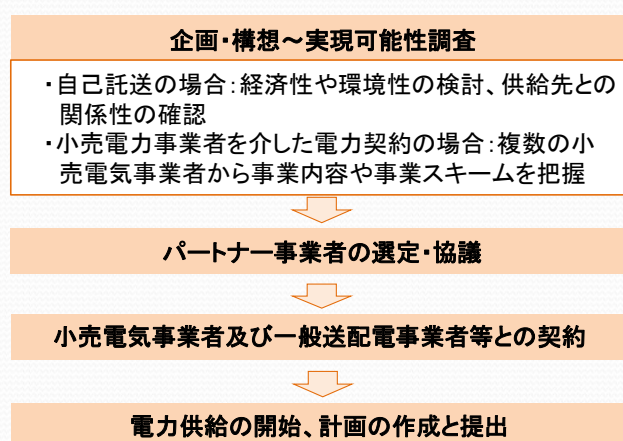 企画・構想～実現可能性調査
・自己託送の場合：経済性や環境性の検討、供給先との
関係性の確認
・小売電力事業者を介した電力契約の場合：複数の小
売電気事業者から事業内容や事業スキームを把握
パートナー事業者の選定・協議
小売電気事業者及び一般送配電事業者等との契約
電力供給の開始、計画の作成と提出